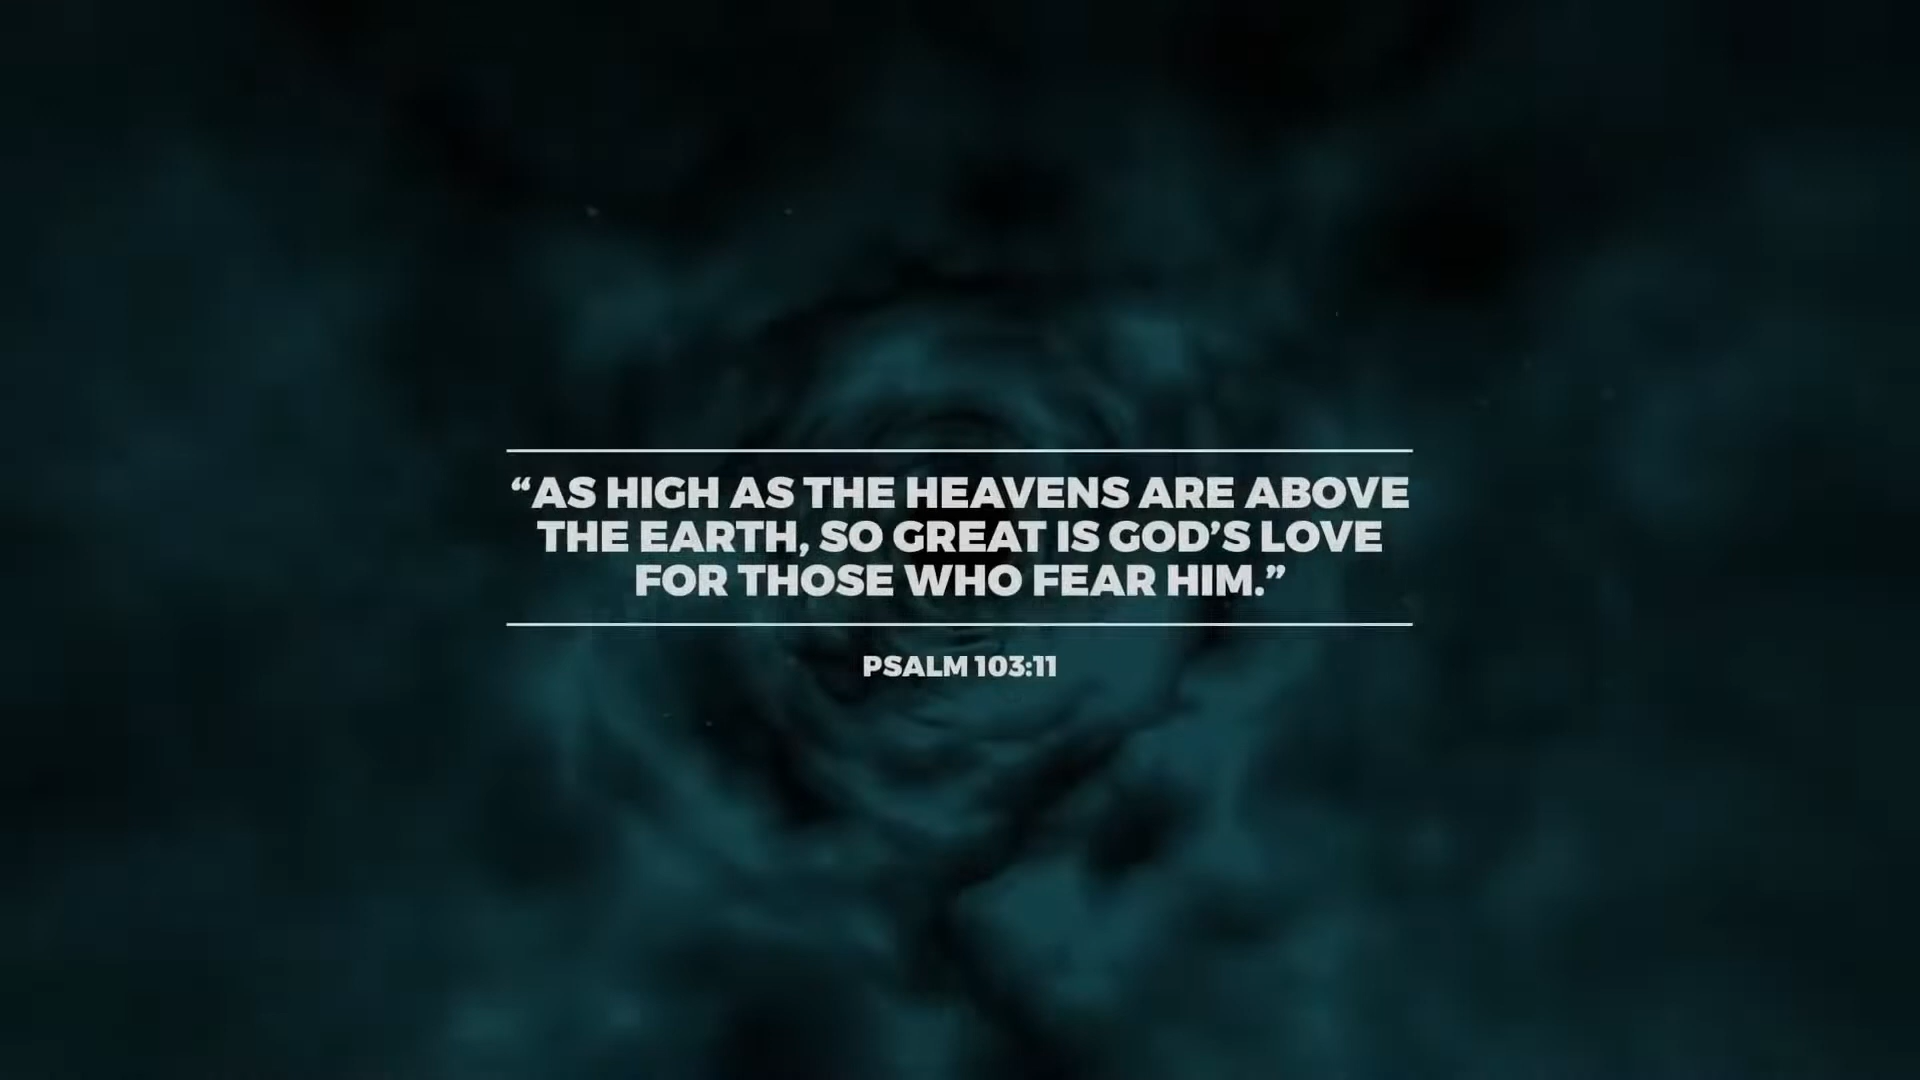 “AS HIGH AS THE HEAVENS ARE ABOVE
THE EARTH, SO GREAT IS GOD’S LOVE
FOR THOSE WHO FEAR HIM.”
PSALM 103:11